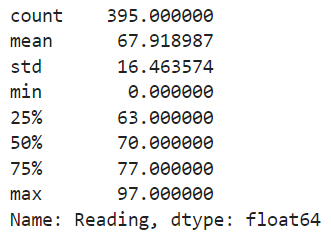 count    395.000000
mean      67.918987
std       16.463574
min        0.000000
25%       63.000000
50%       70.000000
75%       77.000000
max       97.000000
Name: Reading, dtype: float64